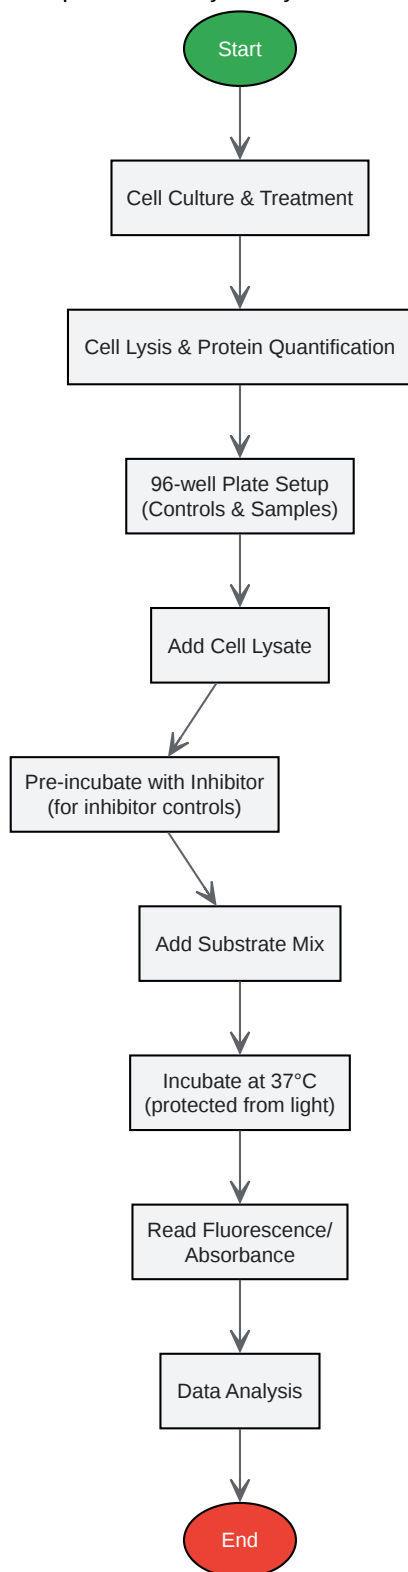 Start
Cell Culture & Treatment
Cell Lysis & Protein Quantification
96-well Plate Setup
(Controls & Samples)
Add Cell Lysate
Pre-incubate with Inhibitor
(for inhibitor controls)
Add Substrate Mix
Incubate at 37°C
(protected from light)
Read Fluorescence/
Absorbance
Data Analysis
End